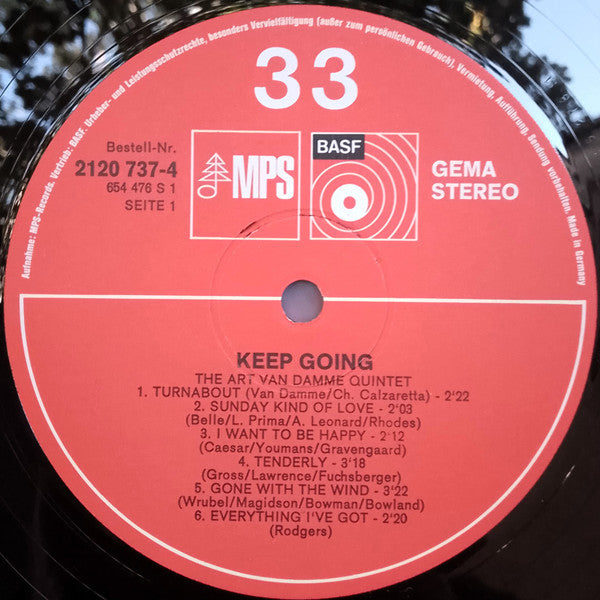 Aufnahme: MPS-Records. Vertrieb: BASF. Urheber- und Leistungsschutzrechte, besonders Vervielfältigung (außer zum persönlichen Gebrauch), Vermietung, Aufführung, Sendung vorbehalten. Made in Germany
33
Bestell-Nr.
2120 737-4
654 476 S 1
SEITE 1
MPS
BASF
GEMA
STEREO
KEEP GOING
THE ART VAN DAMME QUINTET
1. TURNABOUT (Van Damme/Ch. Calzaretta) - 2'22
2. SUNDAY KIND OF LOVE - 2'03
(Belle/L. Prima/A. Leonard/Rhodes)
3. I WANT TO BE HAPPY - 2'12
(Caesar/Youmans/Gravengaard)
4. TENDERLY - 3'18
(Gross/Lawrence/Fuchsberger)
5. GONE WITH THE WIND - 3'22
(Wrubel/Magidson/Bowman/Bowland)
6. EVERYTHING I'VE GOT - 2'20
(Rodgers)